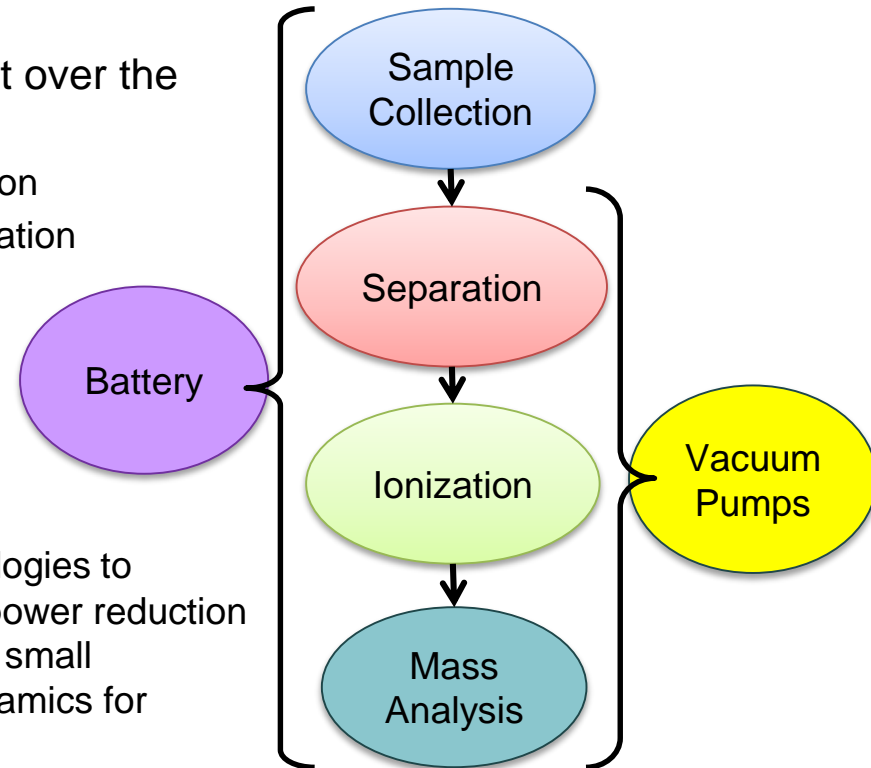 t over the
on
ation
logies to
power reduction
small
amics for
Sample
Collection
Separation
Battery
Ionization
Vacuum
Pumps
Mass
Analysis